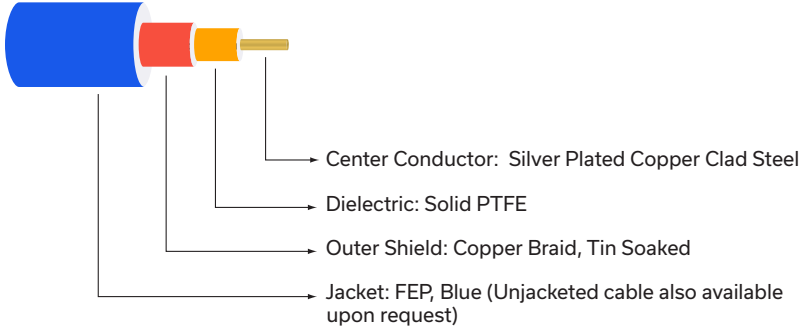 Center Conductor:  Silver Plated Copper Clad Steel
Dielectric: Solid PTFE
Outer Shield: Copper Braid, Tin Soaked
Jacket: FEP, Blue (Unjacketed cable also available
upon request)